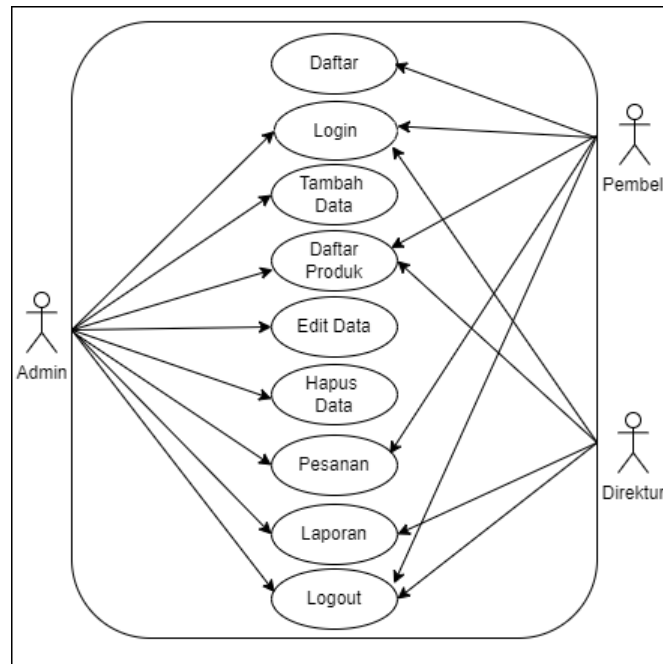 Daftar
Login
Tambah
Data
Daftar
Produk
Edit Data
Hapus
Data
Pesanan
Laporan
Logout
Admin
Pembel
Direktur